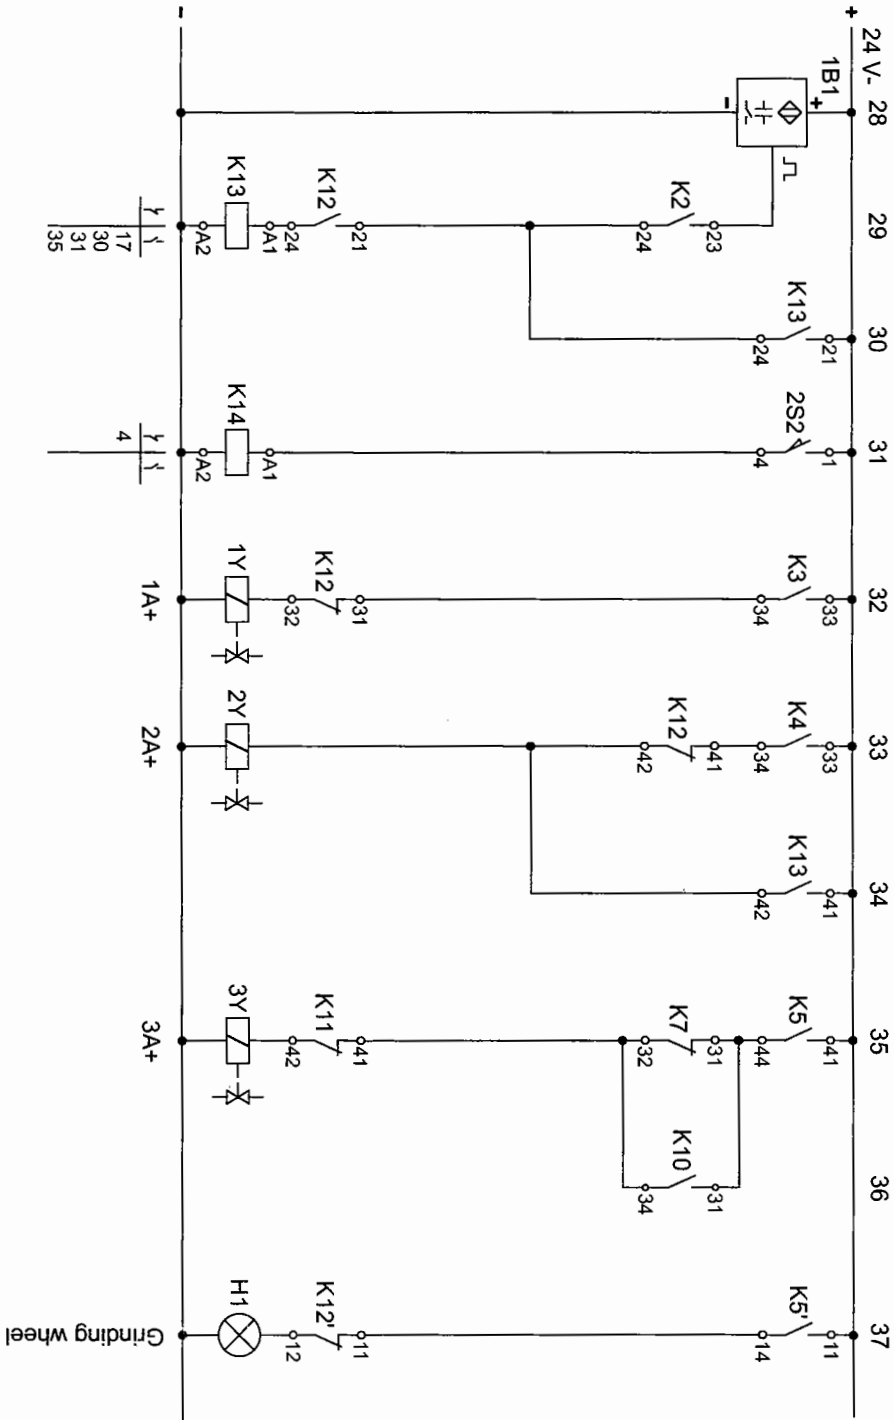 +
24 V-
28
29
30
31
32
33
34
35
36
37
1B1
+
-
K2
23
24
K12
21
24
K13
A1
A2
17
30
31
35
K13
21
24
2S2
1
4
K14
A1
A2
4
K3
33
34
K12
31
32
1Y
1A+
K4
33
34
K12
41
42
2Y
2A+
K13
41
42
K5
41
44
K7
31
32
K11
41
42
3Y
3A+
K10
31
34
K5'
11
14
K12'
11
12
H1
Grinding wheel
-